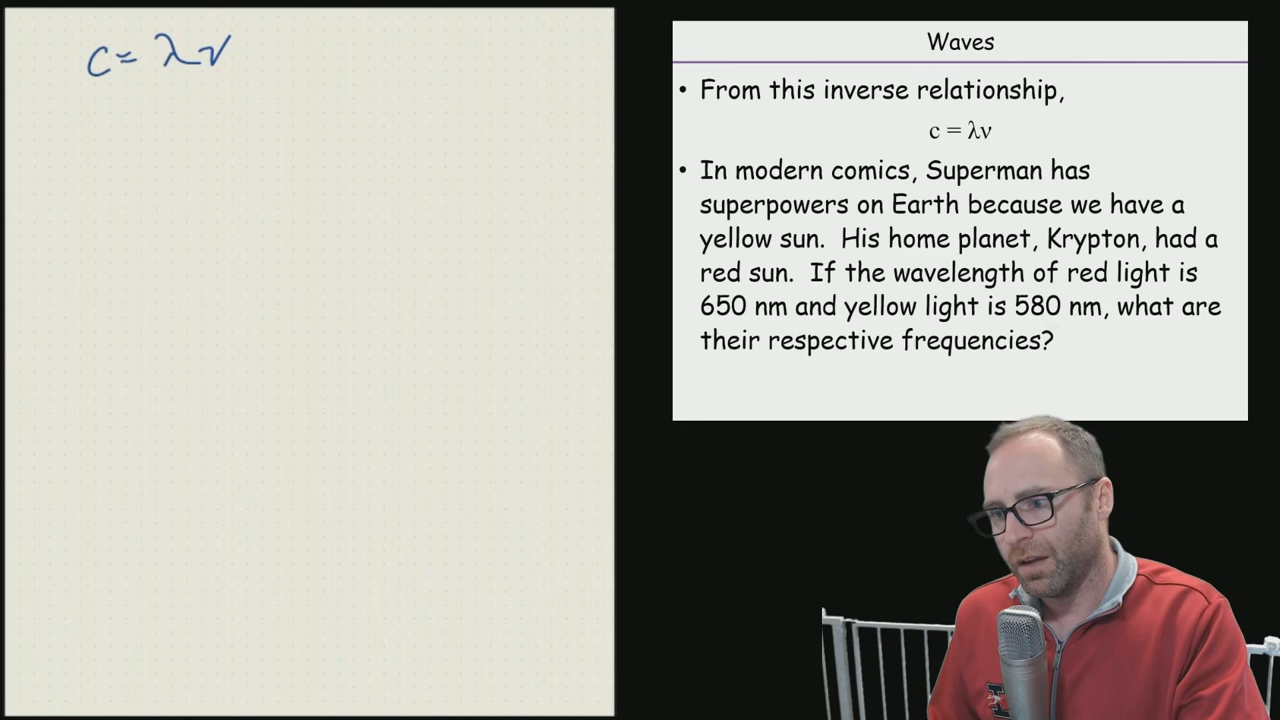 c = λν
Waves
• From this inverse relationship,
c = λν
• In modern comics, Superman has
superpowers on Earth because we have a
yellow sun. His home planet, Krypton, had a
red sun. If the wavelength of red light is
650 nm and yellow light is 580 nm, what are
their respective frequencies?